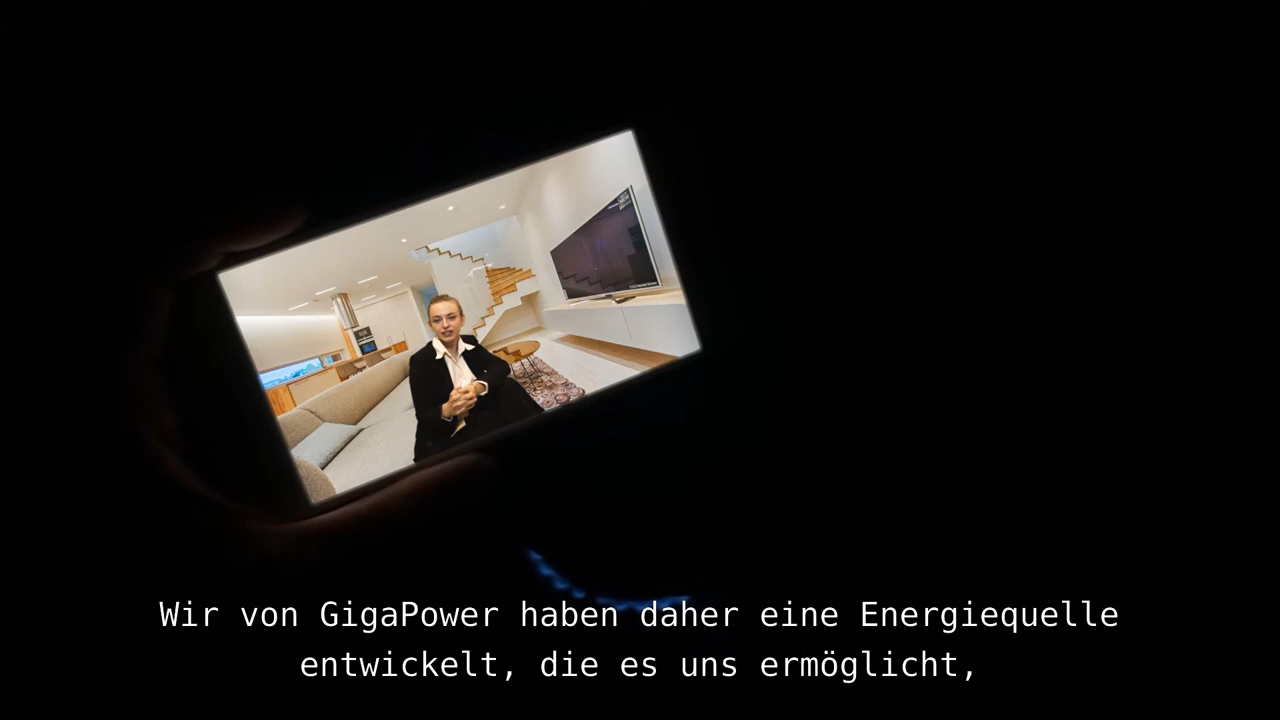 Wir von GigaPower haben daher eine Energiequelle
entwickelt, die es uns ermöglicht,